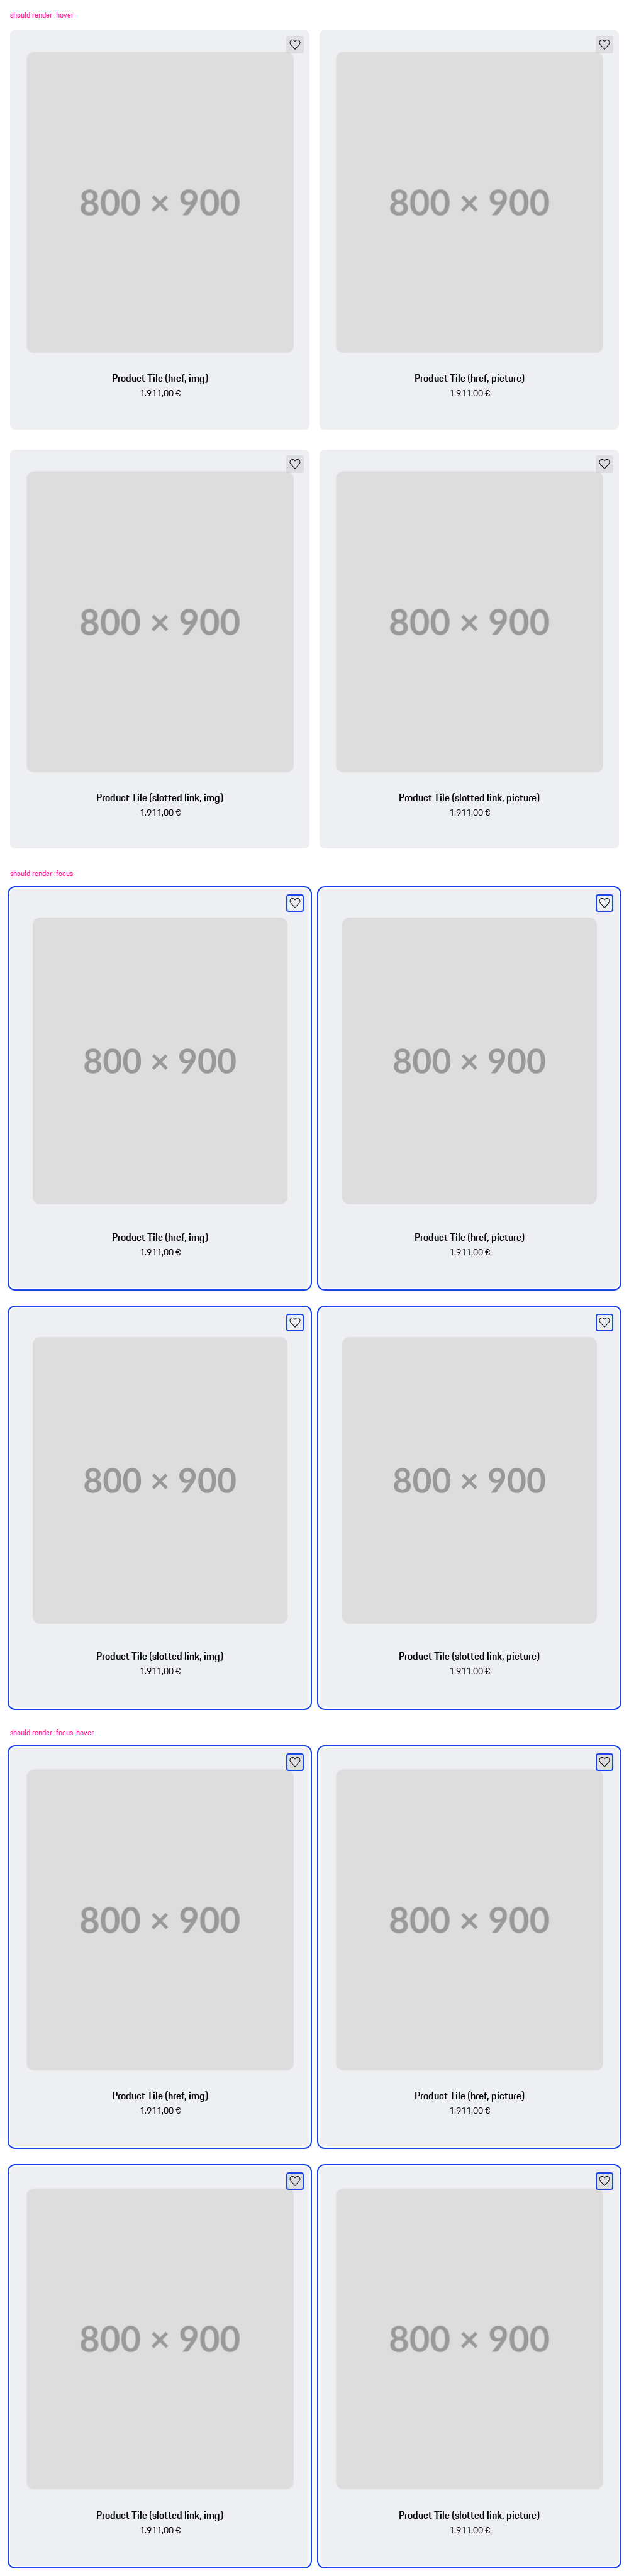 should render :hover
800 × 900
800 × 900
Product Tile (href, img)
Product Tile (href, picture)
1.911,00 €
1.911,00 €
800 × 900
800 × 900
Product Tile (slotted link, img)
Product Tile (slotted link, picture)
1.911,00 €
1.911,00 €
should render :focus
800 × 900
800 × 900
Product Tile (href, img)
Product Tile (href, picture)
1.911,00 €
1.911,00 €
800 × 900
800 × 900
Product Tile (slotted link, img)
Product Tile (slotted link, picture)
1.911,00 €
1.911,00 €
should render :focus-hover
800 × 900
800 × 900
Product Tile (href, img)
Product Tile (href, picture)
1.911,00 €
1.911,00 €
800 × 900
800 × 900
Product Tile (slotted link, img)
Product Tile (slotted link, picture)
1.911,00 €
1.911,00 €